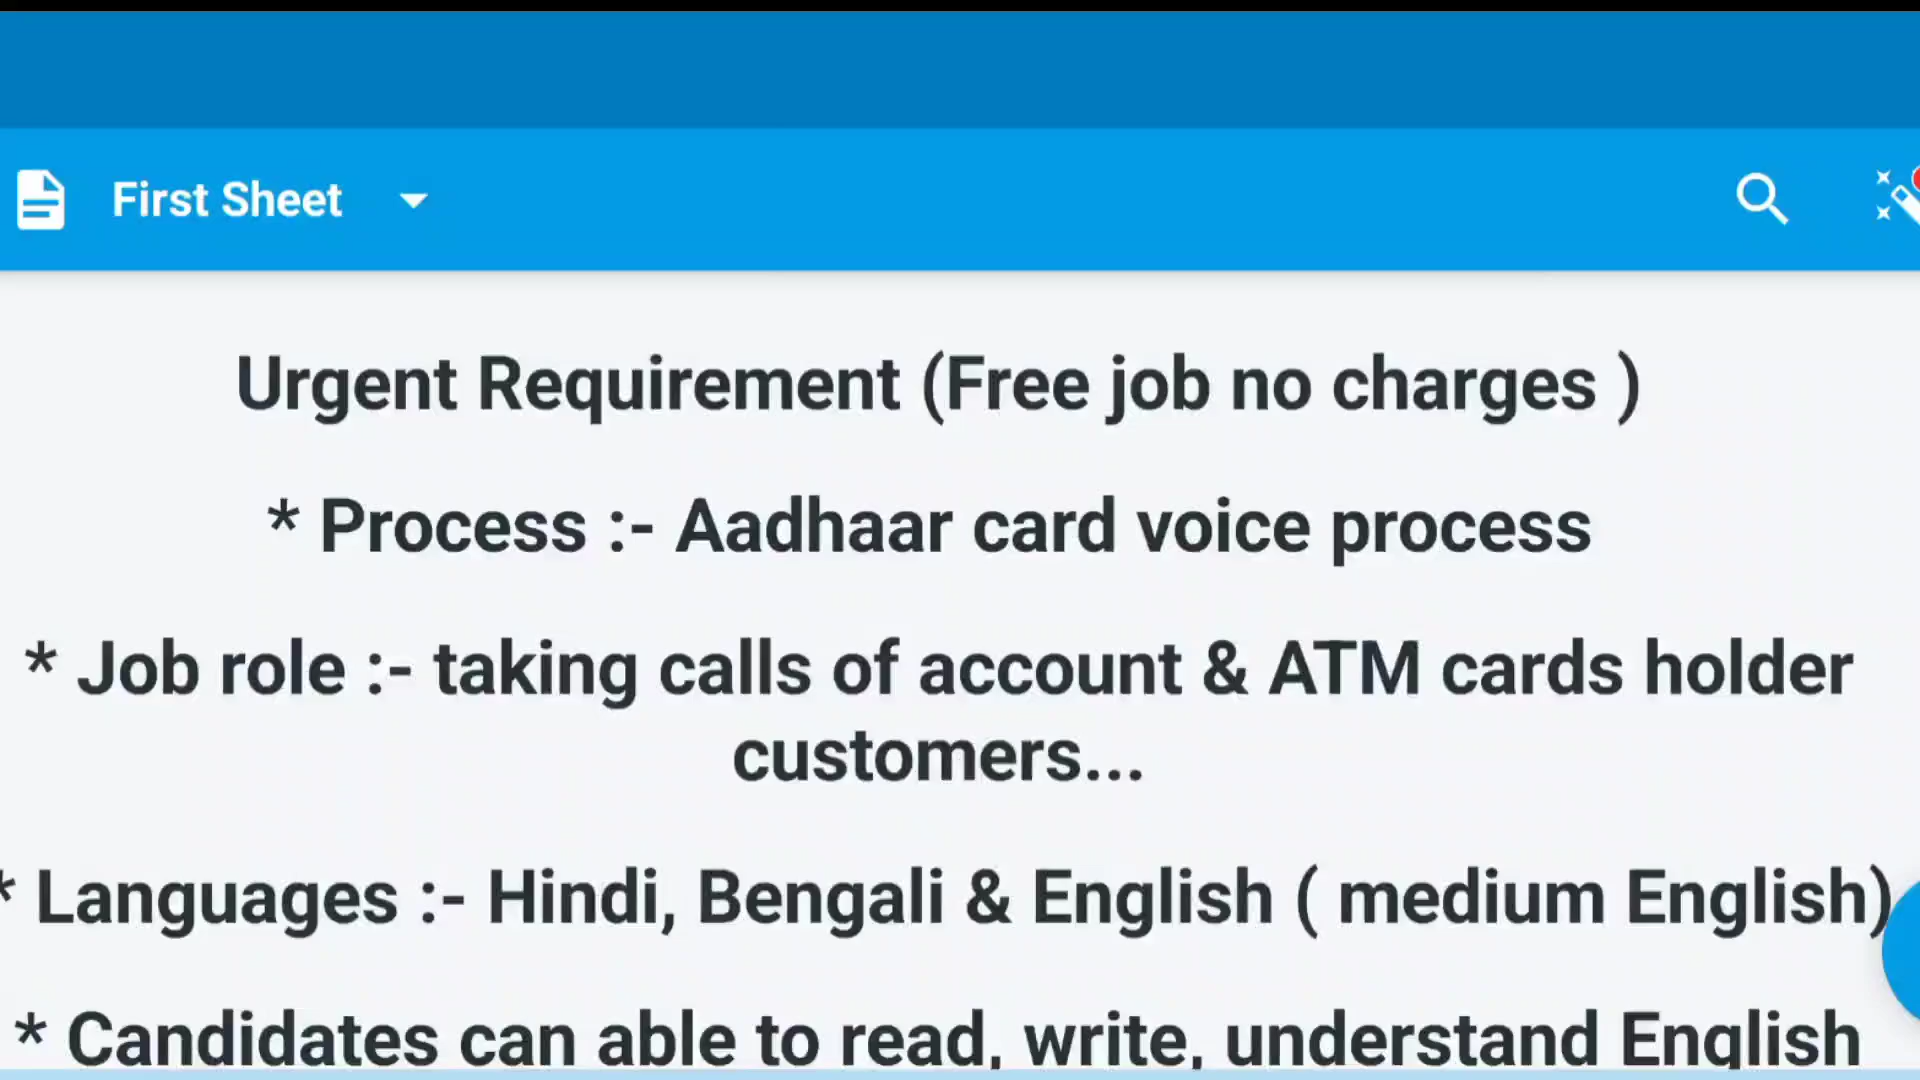 First Sheet
Urgent Requirement (Free job no charges )
* Process :- Aadhaar card voice process
* Job role :- taking calls of account & ATM cards holder
customers...
* Languages :- Hindi, Bengali & English ( medium English)
* Candidates can able to read, write, understand English